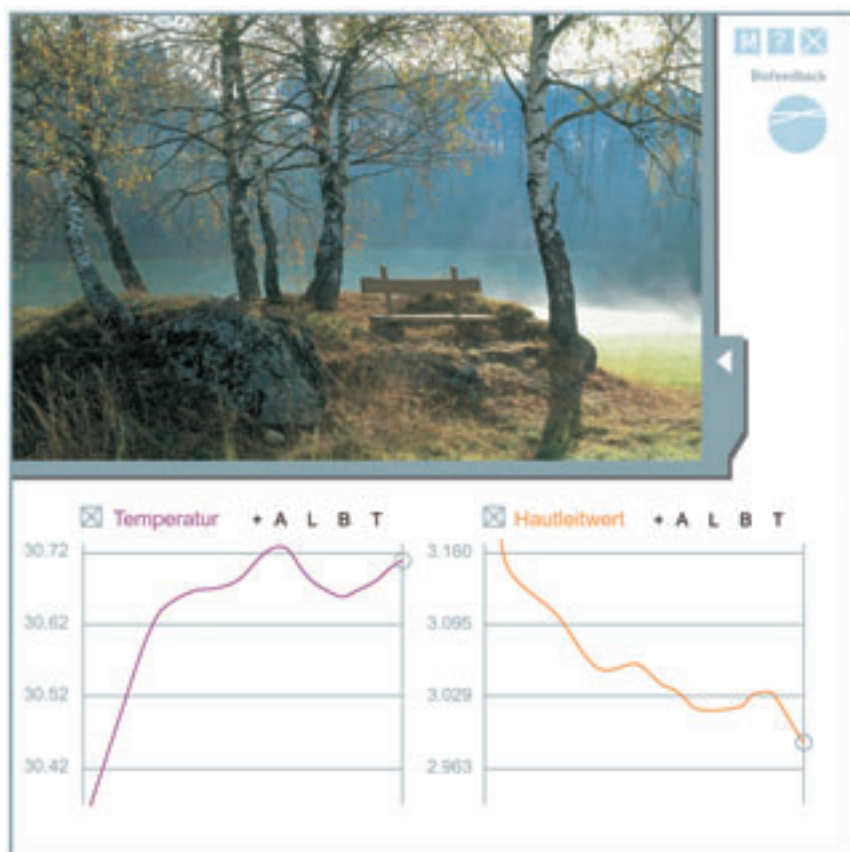 M ? X
Biofeedback
Temperatur + A L B T
30.72
30.62
30.52
30.42
Hautleitwert + A L B T
3.160
3.095
3.029
2.963